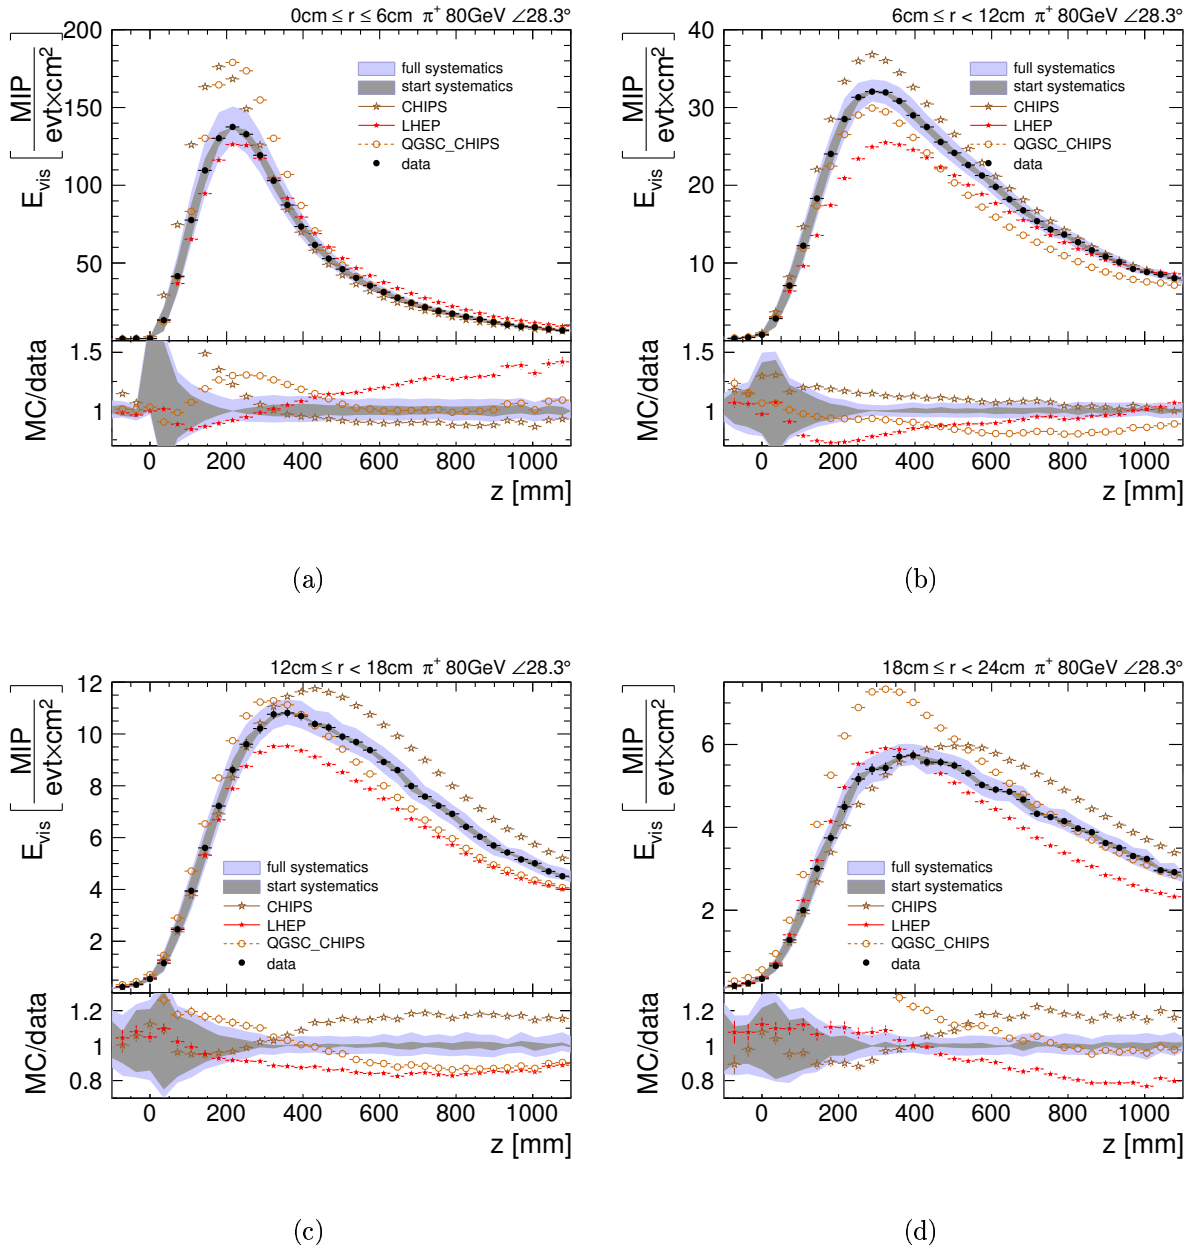 0cm ≤ r ≤ 6cm π+ 80GeV ∠28.3°
E_vis [MIP / evt×cm²]
200
150
100
50
full systematics
start systematics
CHIPS
LHEP
QGSC_CHIPS
data
MC/data
1.5
1
0 200 400 600 800 1000
z [mm]
(a)
6cm ≤ r < 12cm π+ 80GeV ∠28.3°
E_vis [MIP / evt×cm²]
40
30
20
10
full systematics
start systematics
CHIPS
LHEP
QGSC_CHIPS
data
MC/data
1.5
1
0 200 400 600 800 1000
z [mm]
(b)
12cm ≤ r < 18cm π+ 80GeV ∠28.3°
E_vis [MIP / evt×cm²]
12
10
8
6
4
2
full systematics
start systematics
CHIPS
LHEP
QGSC_CHIPS
data
MC/data
1.2
1
0.8
0 200 400 600 800 1000
z [mm]
(c)
18cm ≤ r < 24cm π+ 80GeV ∠28.3°
E_vis [MIP / evt×cm²]
6
4
2
full systematics
start systematics
CHIPS
LHEP
QGSC_CHIPS
data
MC/data
1.2
1
0.8
0 200 400 600 800 1000
z [mm]
(d)